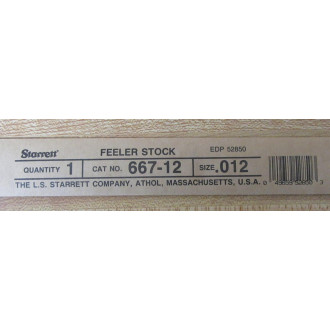 Starrett FEELER STOCK EDP 52850
QUANTITY 1 CAT NO. 667-12 SIZE .012
THE L.S. STARRETT COMPANY, ATHOL, MASSACHUSETTS, U.S.A.